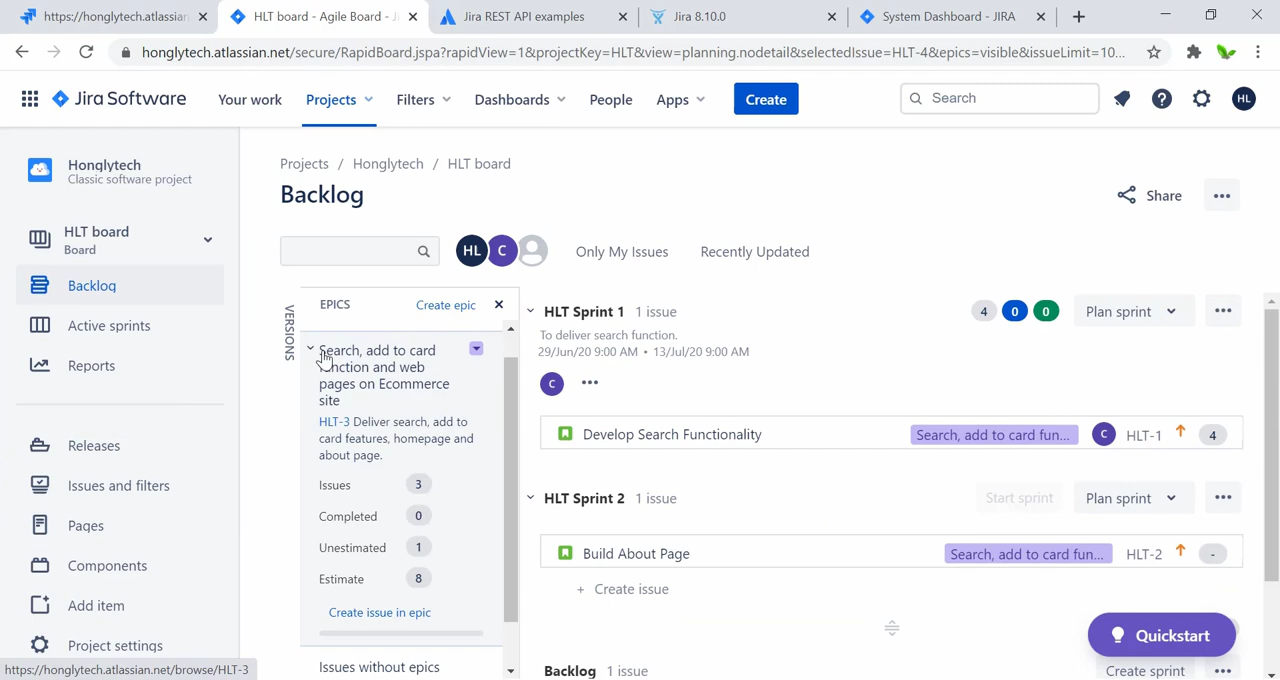 https://honglytech.atlassian
HLT board - Agile Board - Ji
Jira REST API examples
Jira 8.10.0
System Dashboard - JIRA
honglytech.atlassian.net/secure/RapidBoard.jspa?rapidView=1&projectKey=HLT&view=planning.nodetail&selectedIssue=HLT-4&epics=visible&issueLimit=10...
Jira Software
Your work
Projects
Filters
Dashboards
People
Apps
Create
Search
HL
Honglytech
Classic software project
HLT board
Board
Backlog
Active sprints
Reports
Releases
Issues and filters
Pages
Components
Add item
Project settings
https://honglytech.atlassian.net/browse/HLT-3
Projects / Honglytech / HLT board
Backlog
Share
HL
C
Only My Issues
Recently Updated
VERSIONS
EPICS
Create epic
Search, add to card
function and web
pages on Ecommerce
site
HLT-3 Deliver search, add to
card features, homepage and
about page.
Issues 3
Completed 0
Unestimated 1
Estimate 8
Create issue in epic
Issues without epics
HLT Sprint 1 1 issue
4 0 0
Plan sprint
To deliver search function.
29/Jun/20 9:00 AM • 13/Jul/20 9:00 AM
C
Develop Search Functionality
Search, add to card fun...
C
HLT-1
4
HLT Sprint 2 1 issue
Start sprint
Plan sprint
Build About Page
Search, add to card fun...
HLT-2
-
+ Create issue
Quickstart
Backlog 1 issue
Create sprint